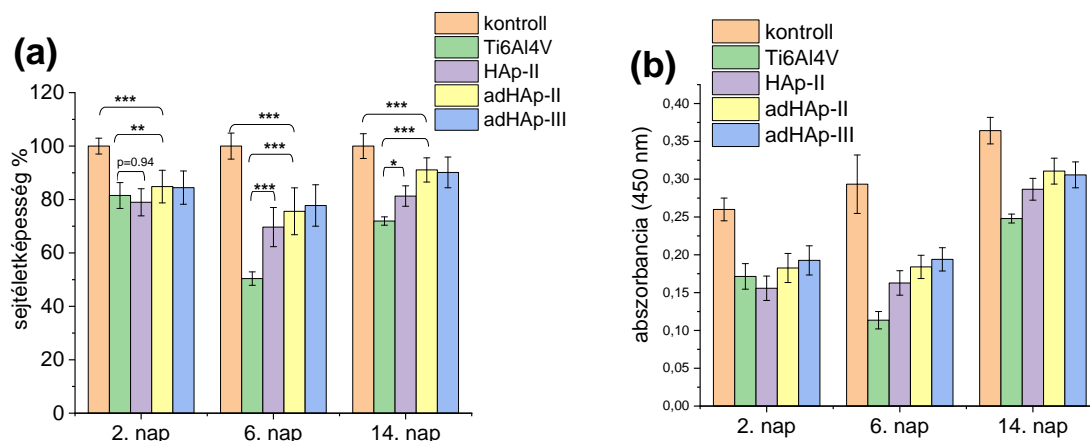 (a)
kontroll
Ti6Al4V
HAp-II
adHAp-II
adHAp-III
sejtéletképesség %
120
100
80
60
40
20
0
***
**
p=0.94
***
***
***
***
***
*
2. nap 6. nap 14. nap
(b)
kontroll
Ti6Al4V
HAp-II
adHAp-II
adHAp-III
abszorbancia (450 nm)
0,40
0,35
0,30
0,25
0,20
0,15
0,10
0,05
0,00
2. nap 6. nap 14. nap